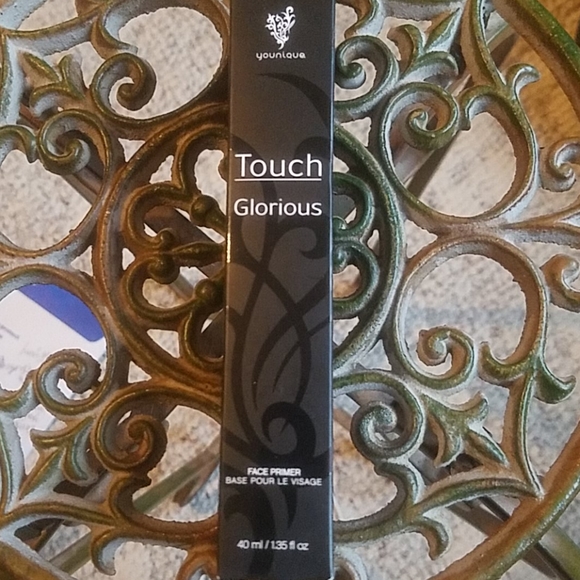 younique
Touch
Glorious
FACE PRIMER
BASE POUR LE VISAGE
40 ml / 1.35 fl oz